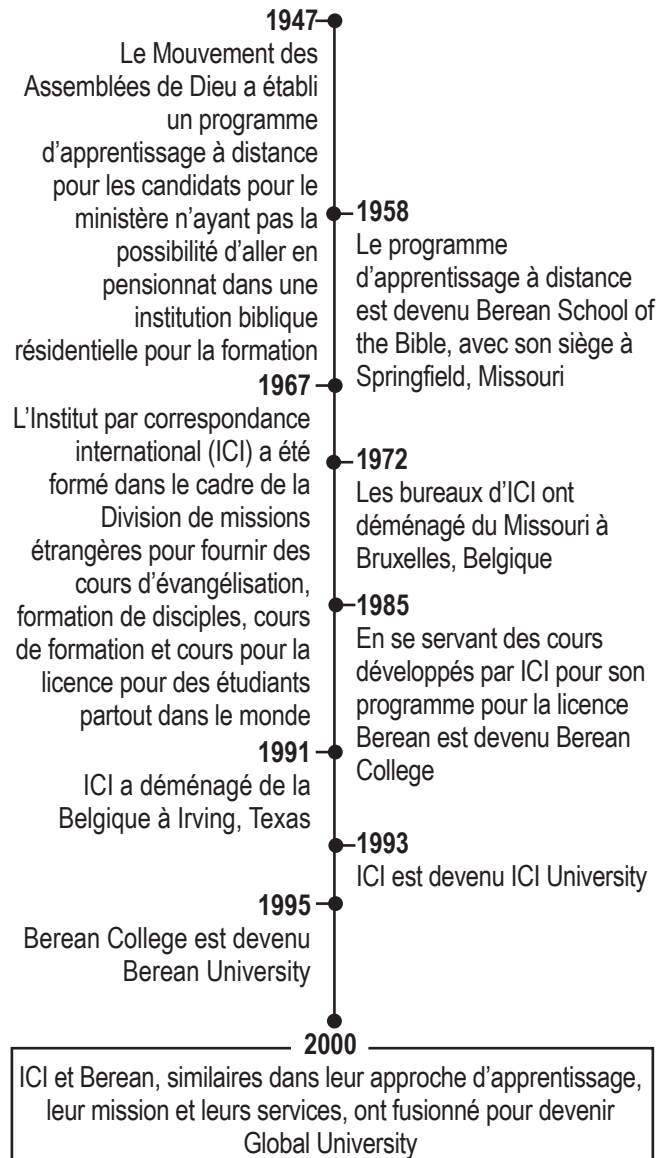 1947
Le Mouvement des
Assemblées de Dieu a établi
un programme
d'apprentissage à distance
pour les candidats pour le
ministère n'ayant pas la
possibilité d'aller en
pensionnat dans une
institution biblique
résidentielle pour la formation
1958
Le programme
d'apprentissage à distance
est devenu Berean School of
the Bible, avec son siège à
Springfield, Missouri
1967
L'Institut par correspondance
international (ICI) a été
formé dans le cadre de la
Division de missions
étrangères pour fournir des
cours d'évangélisation,
formation de disciples, cours
de formation et cours pour la
licence pour des étudiants
partout dans le monde
1972
Les bureaux d'ICI ont
déménagé du Missouri à
Bruxelles, Belgique
1985
En se servant des cours
développés par ICI pour son
programme pour la licence
Berean est devenu Berean
College
1991
ICI a déménagé de la
Belgique à Irving, Texas
1993
ICI est devenu ICI University
1995
Berean College est devenu
Berean University
2000
ICI et Berean, similaires dans leur approche d'apprentissage,
leur mission et leurs services, ont fusionné pour devenir
Global University